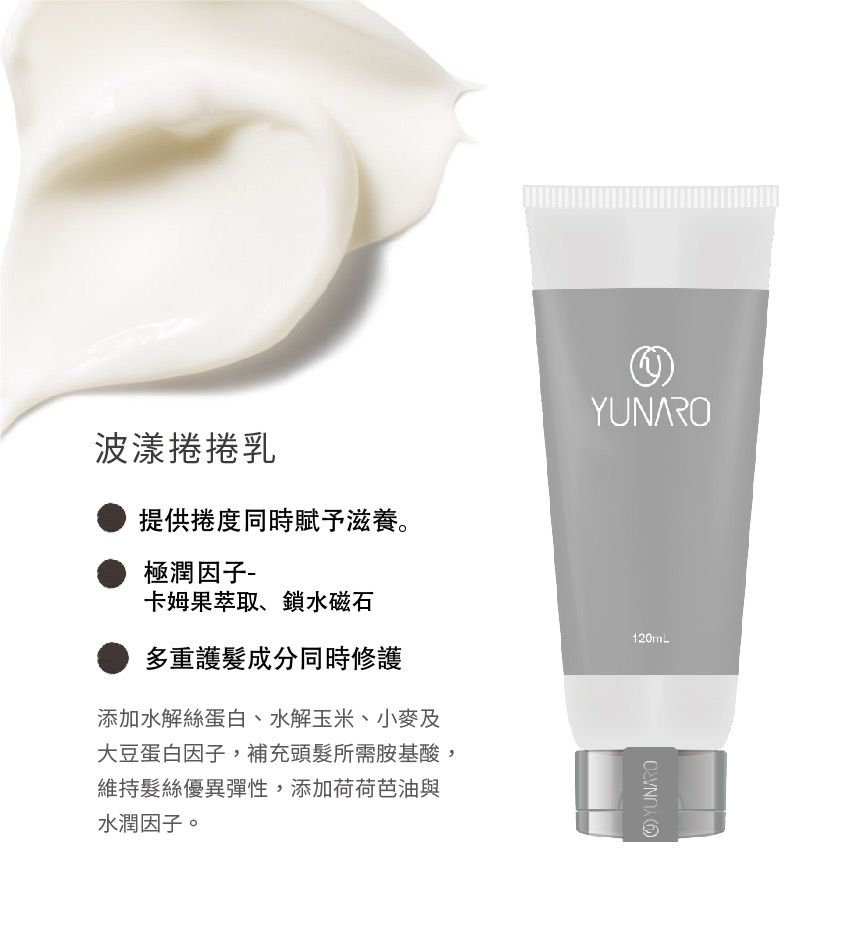 波漾捲捲乳
提供捲度同時賦予滋養。
極潤因子-
卡姆果萃取、鎖水磁石
多重護髮成分同時修護
添加水解絲蛋白、水解玉米、小麥及
大豆蛋白因子，補充頭髮所需胺基酸，
維持髮絲優異彈性，添加荷荷芭油與
水潤因子。
YUNARO
120mL
YUNARO